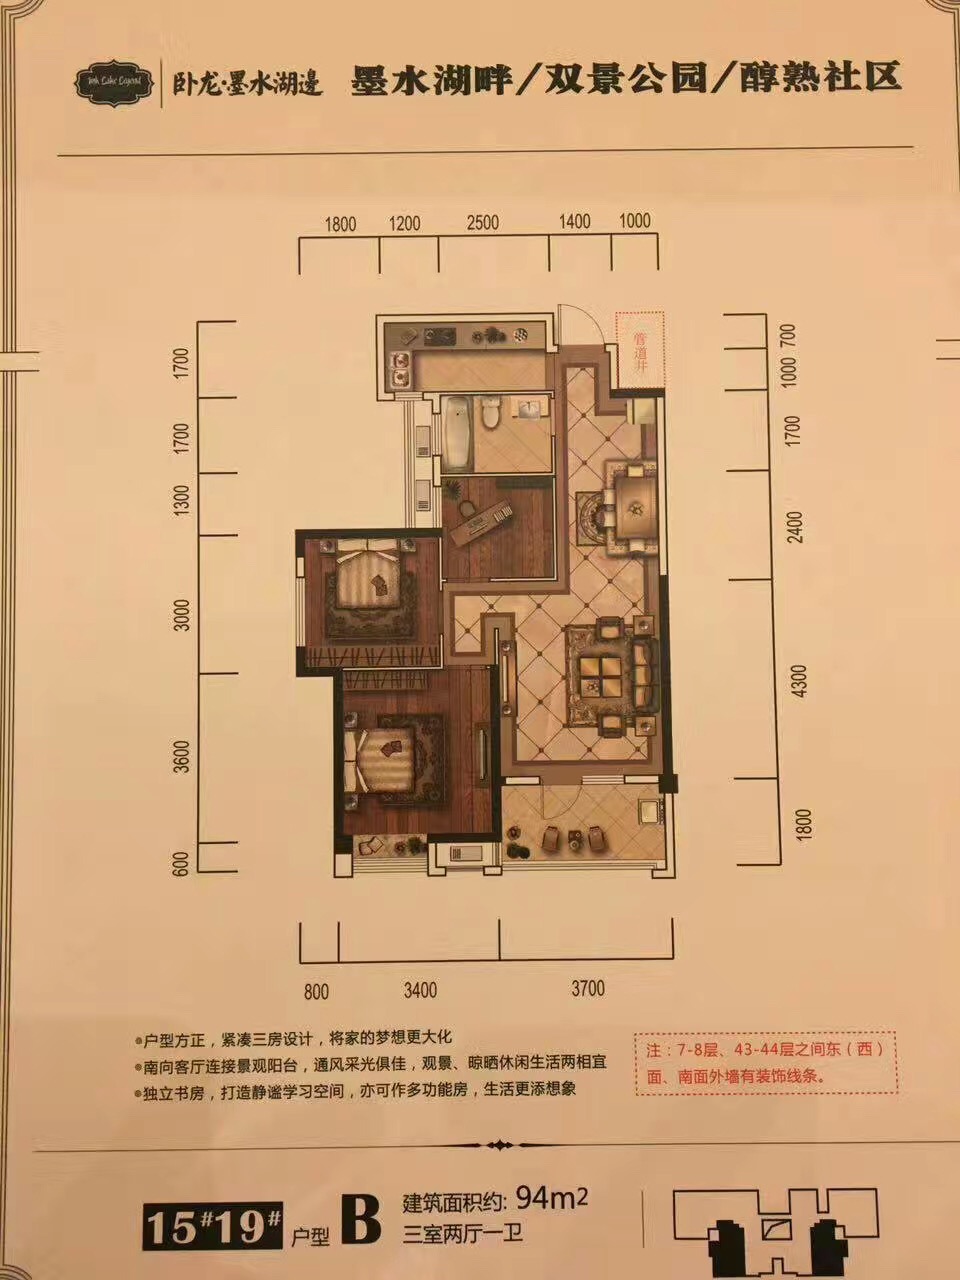 Ink Lake Legend
卧龙·墨水湖邊 墨水湖畔/双景公园/醇熟社区
1800 1200 2500 1400 1000
管道井
1700
1700
1300
3000
3600
600
700
1000
1700
2400
4300
1800
800 3400 3700
●户型方正，紧凑三房设计，将家的梦想更大化
●南向客厅连接景观阳台，通风采光俱佳，观景、晾晒休闲生活两相宜
●独立书房，打造静谧学习空间，亦可作多功能房，生活更添想象
注：7-8层、43-44层之间东（西）
面、南面外墙有装饰线条。
15#19# 户型 B
建筑面积约: 94m²
三室两厅一卫